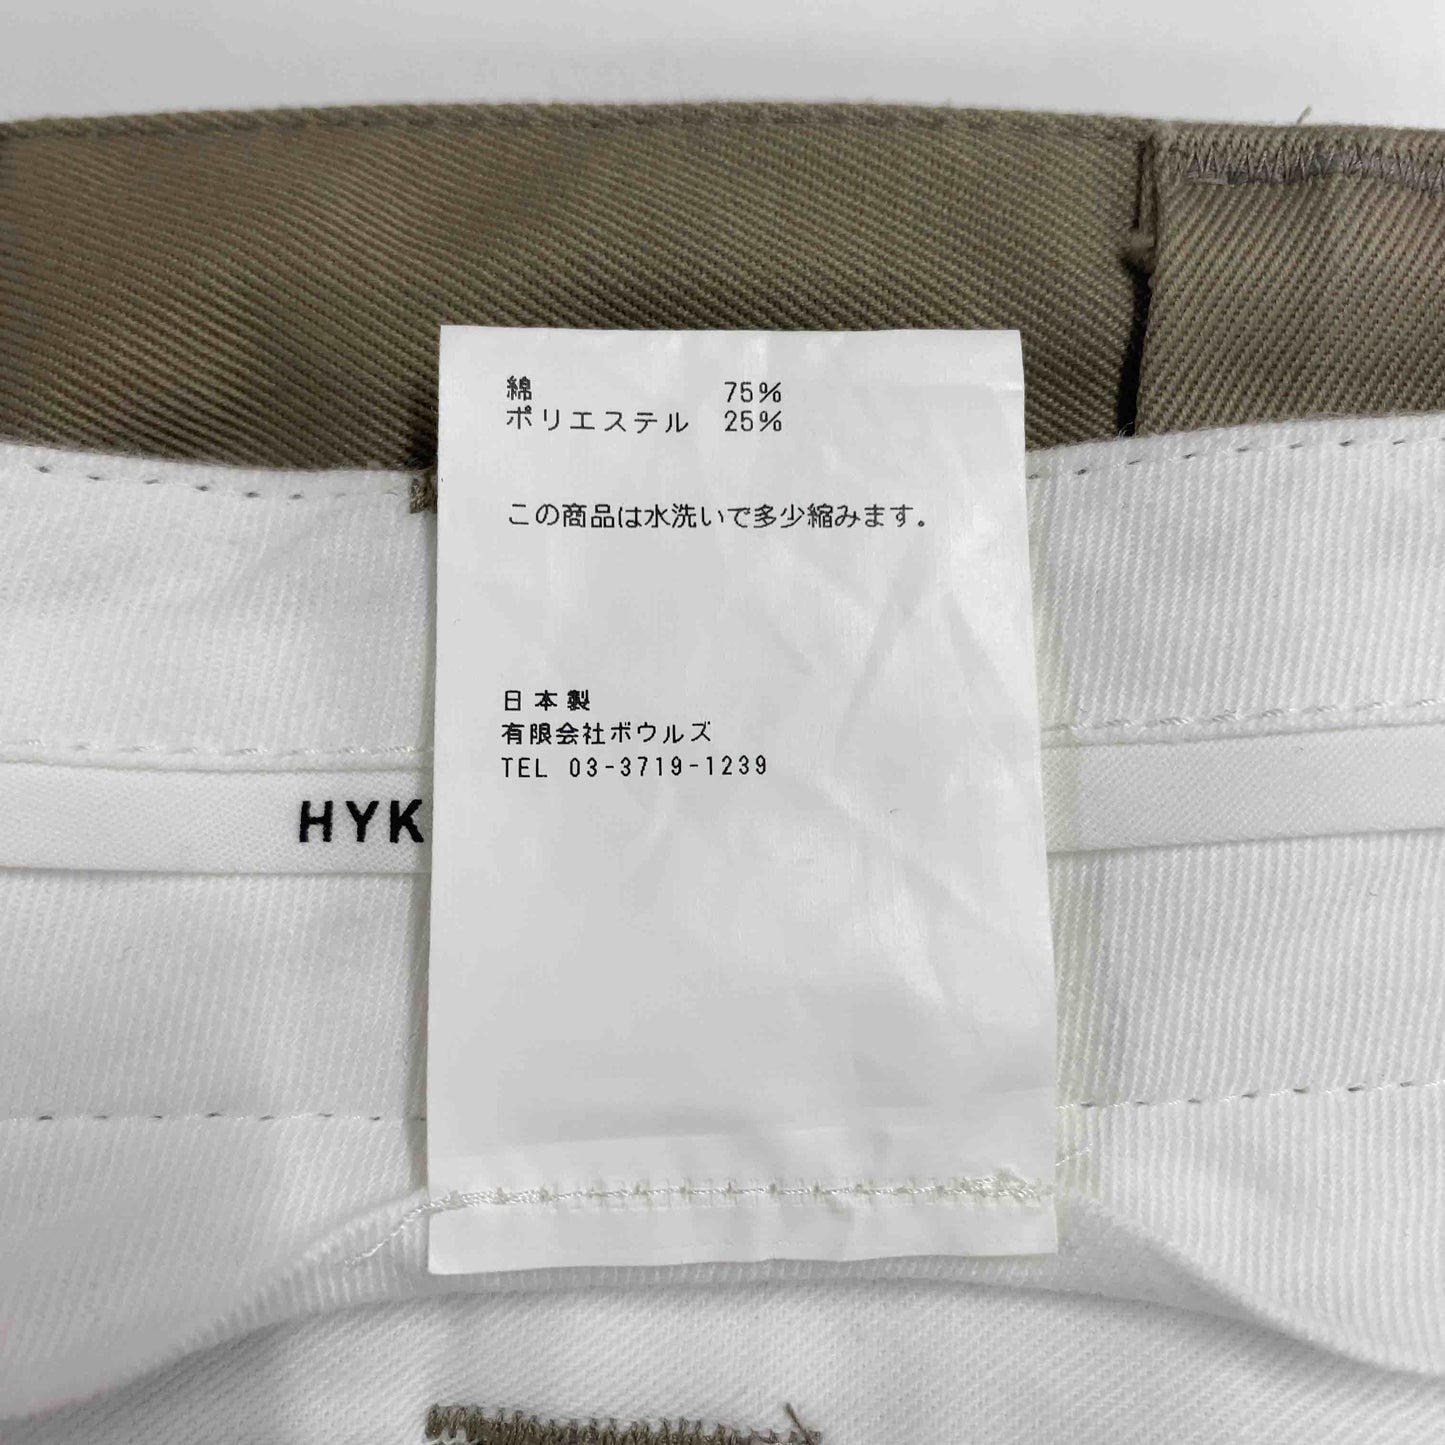 綿 75%
ポリエステル 25%
この商品は水洗いで多少縮みます。
日本製
有限会社ボウルズ
TEL 03-3719-1239
HYK